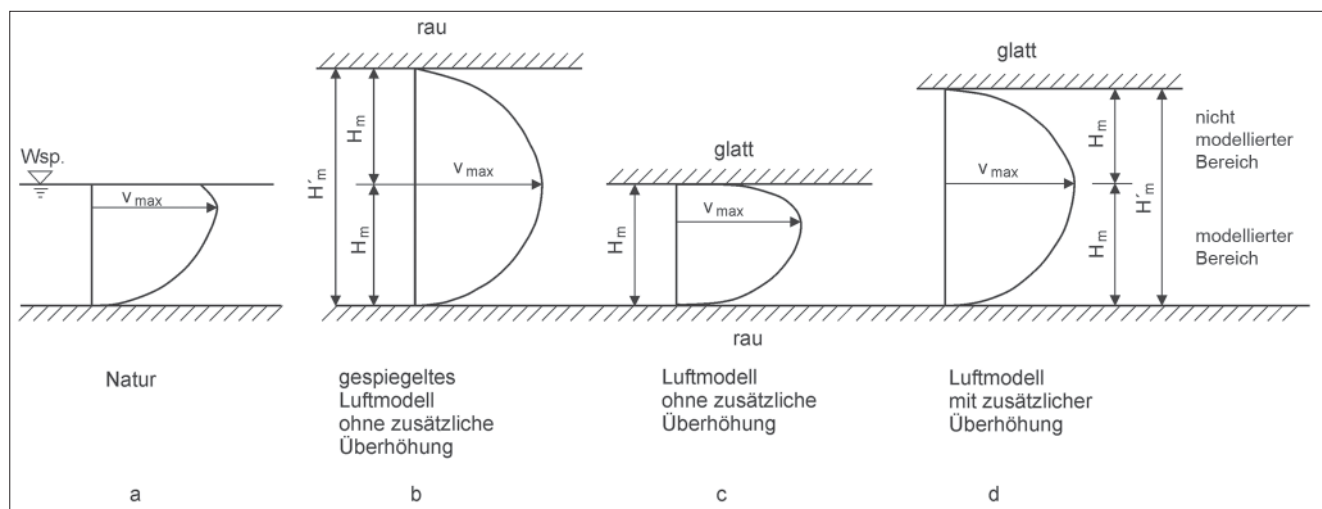 rau
glatt
glatt
Wsp.
v max
H'm
Hm
Hm
v max
Hm
v max
v max
Hm
Hm
H'm
nicht
modellierter
Bereich
modellierter
Bereich
rau
Natur
gespiegeltes
Luftmodell
ohne zusätzliche
Überhöhung
Luftmodell
ohne zusätzliche
Überhöhung
Luftmodell
mit zusätzlicher
Überhöhung
a
b
c
d